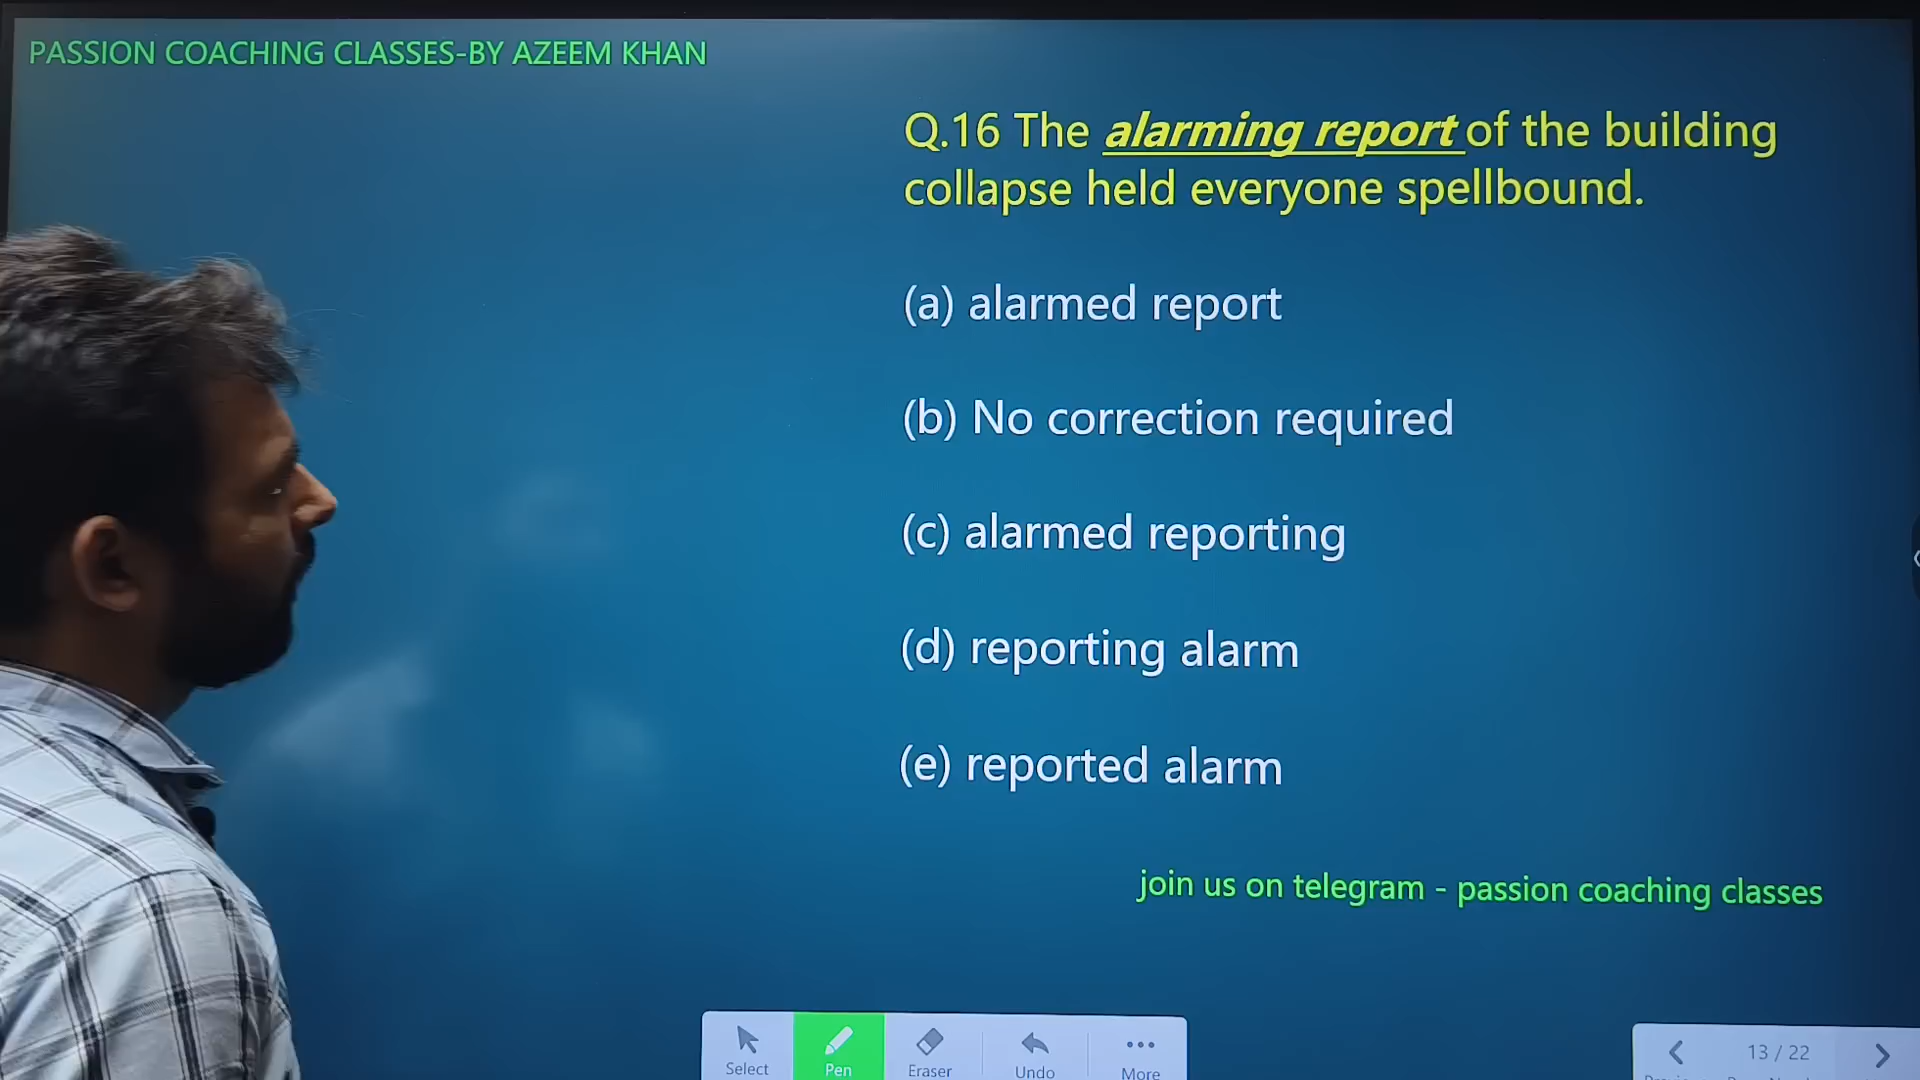 PASSION COACHING CLASSES-BY AZEEM KHAN
Q.16 The alarming report of the building
collapse held everyone spellbound.
(a) alarmed report
(b) No correction required
(c) alarmed reporting
(d) reporting alarm
(e) reported alarm
join us on telegram - passion coaching classes
Select Pen Eraser Undo More
13 / 22